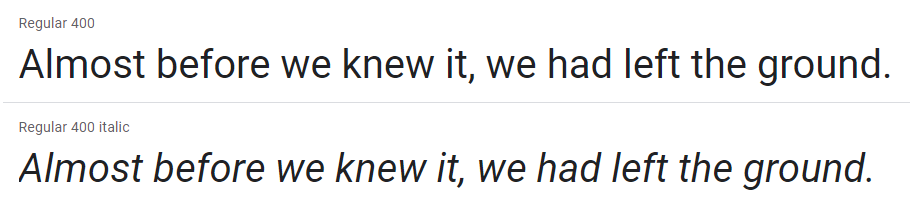 Regular 400
Almost before we knew it, we had left the ground.
Regular 400 italic
Almost before we knew it, we had left the ground.